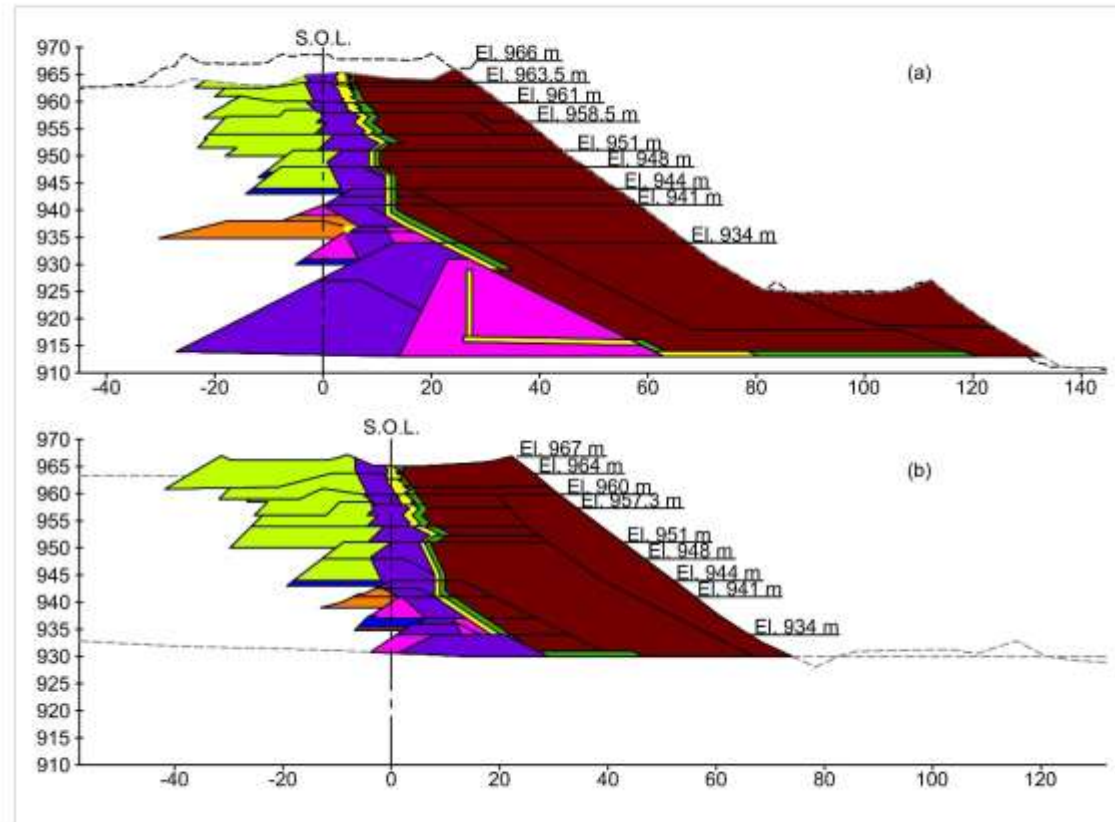 S.O.L.
970
El. 966 m
(a)
965
El. 963.5 m
960
El. 961 m
El. 958.5 m
955
El. 951 m
950
El. 948 m
945
El. 944 m
El. 941 m
940
935
El. 934 m
930
925
920
915
910
-40 -20 0 20 40 60 80 100 120 140
S.O.L.
970
El. 967 m
(b)
965
El. 964 m
960
El. 960 m
El. 957.3 m
955
El. 951 m
950
El. 948 m
945
El. 944 m
El. 941 m
940
935
El. 934 m
930
925
920
915
910
-40 -20 0 20 40 60 80 100 120